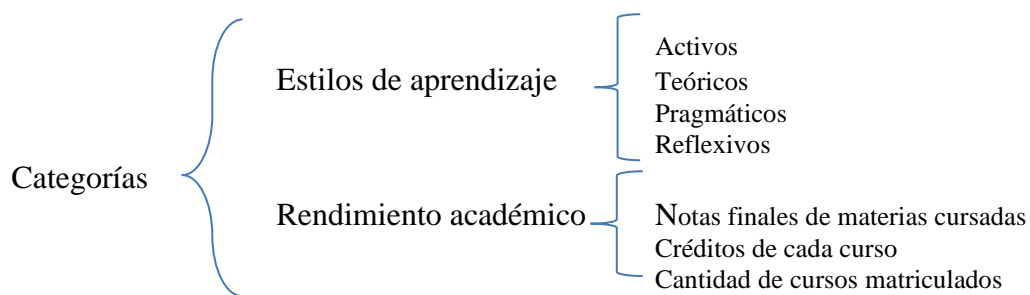 Categorías
Estilos de aprendizaje
Activos
Teóricos
Pragmáticos
Reflexivos
Rendimiento académico
Notas finales de materias cursadas
Créditos de cada curso
Cantidad de cursos matriculados